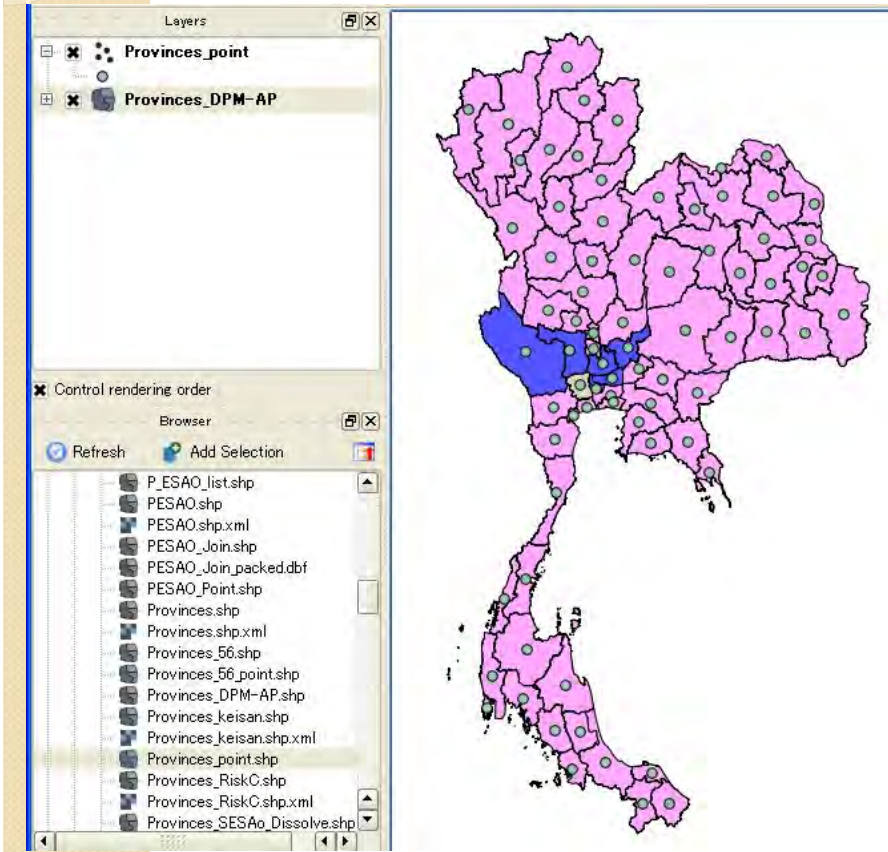 Layers
Provinces_point
Provinces_DPM-AP
Control rendering order
Browser
Refresh Add Selection
P_ESAO_list.shp
PESAO.shp
PESAO.shp.xml
PESAO_Join.shp
PESAO_Join_packed.dbf
PESAO_Point.shp
Provinces.shp
Provinces.shp.xml
Provinces_56.shp
Provinces_56_point.shp
Provinces_DPM-AP.shp
Provinces_keisan.shp
Provinces_keisan.shp.xml
Provinces_point.shp
Provinces_RiskC.shp
Provinces_RiskC.shp.xml
Provinces_SESAo_Dissolve.shp